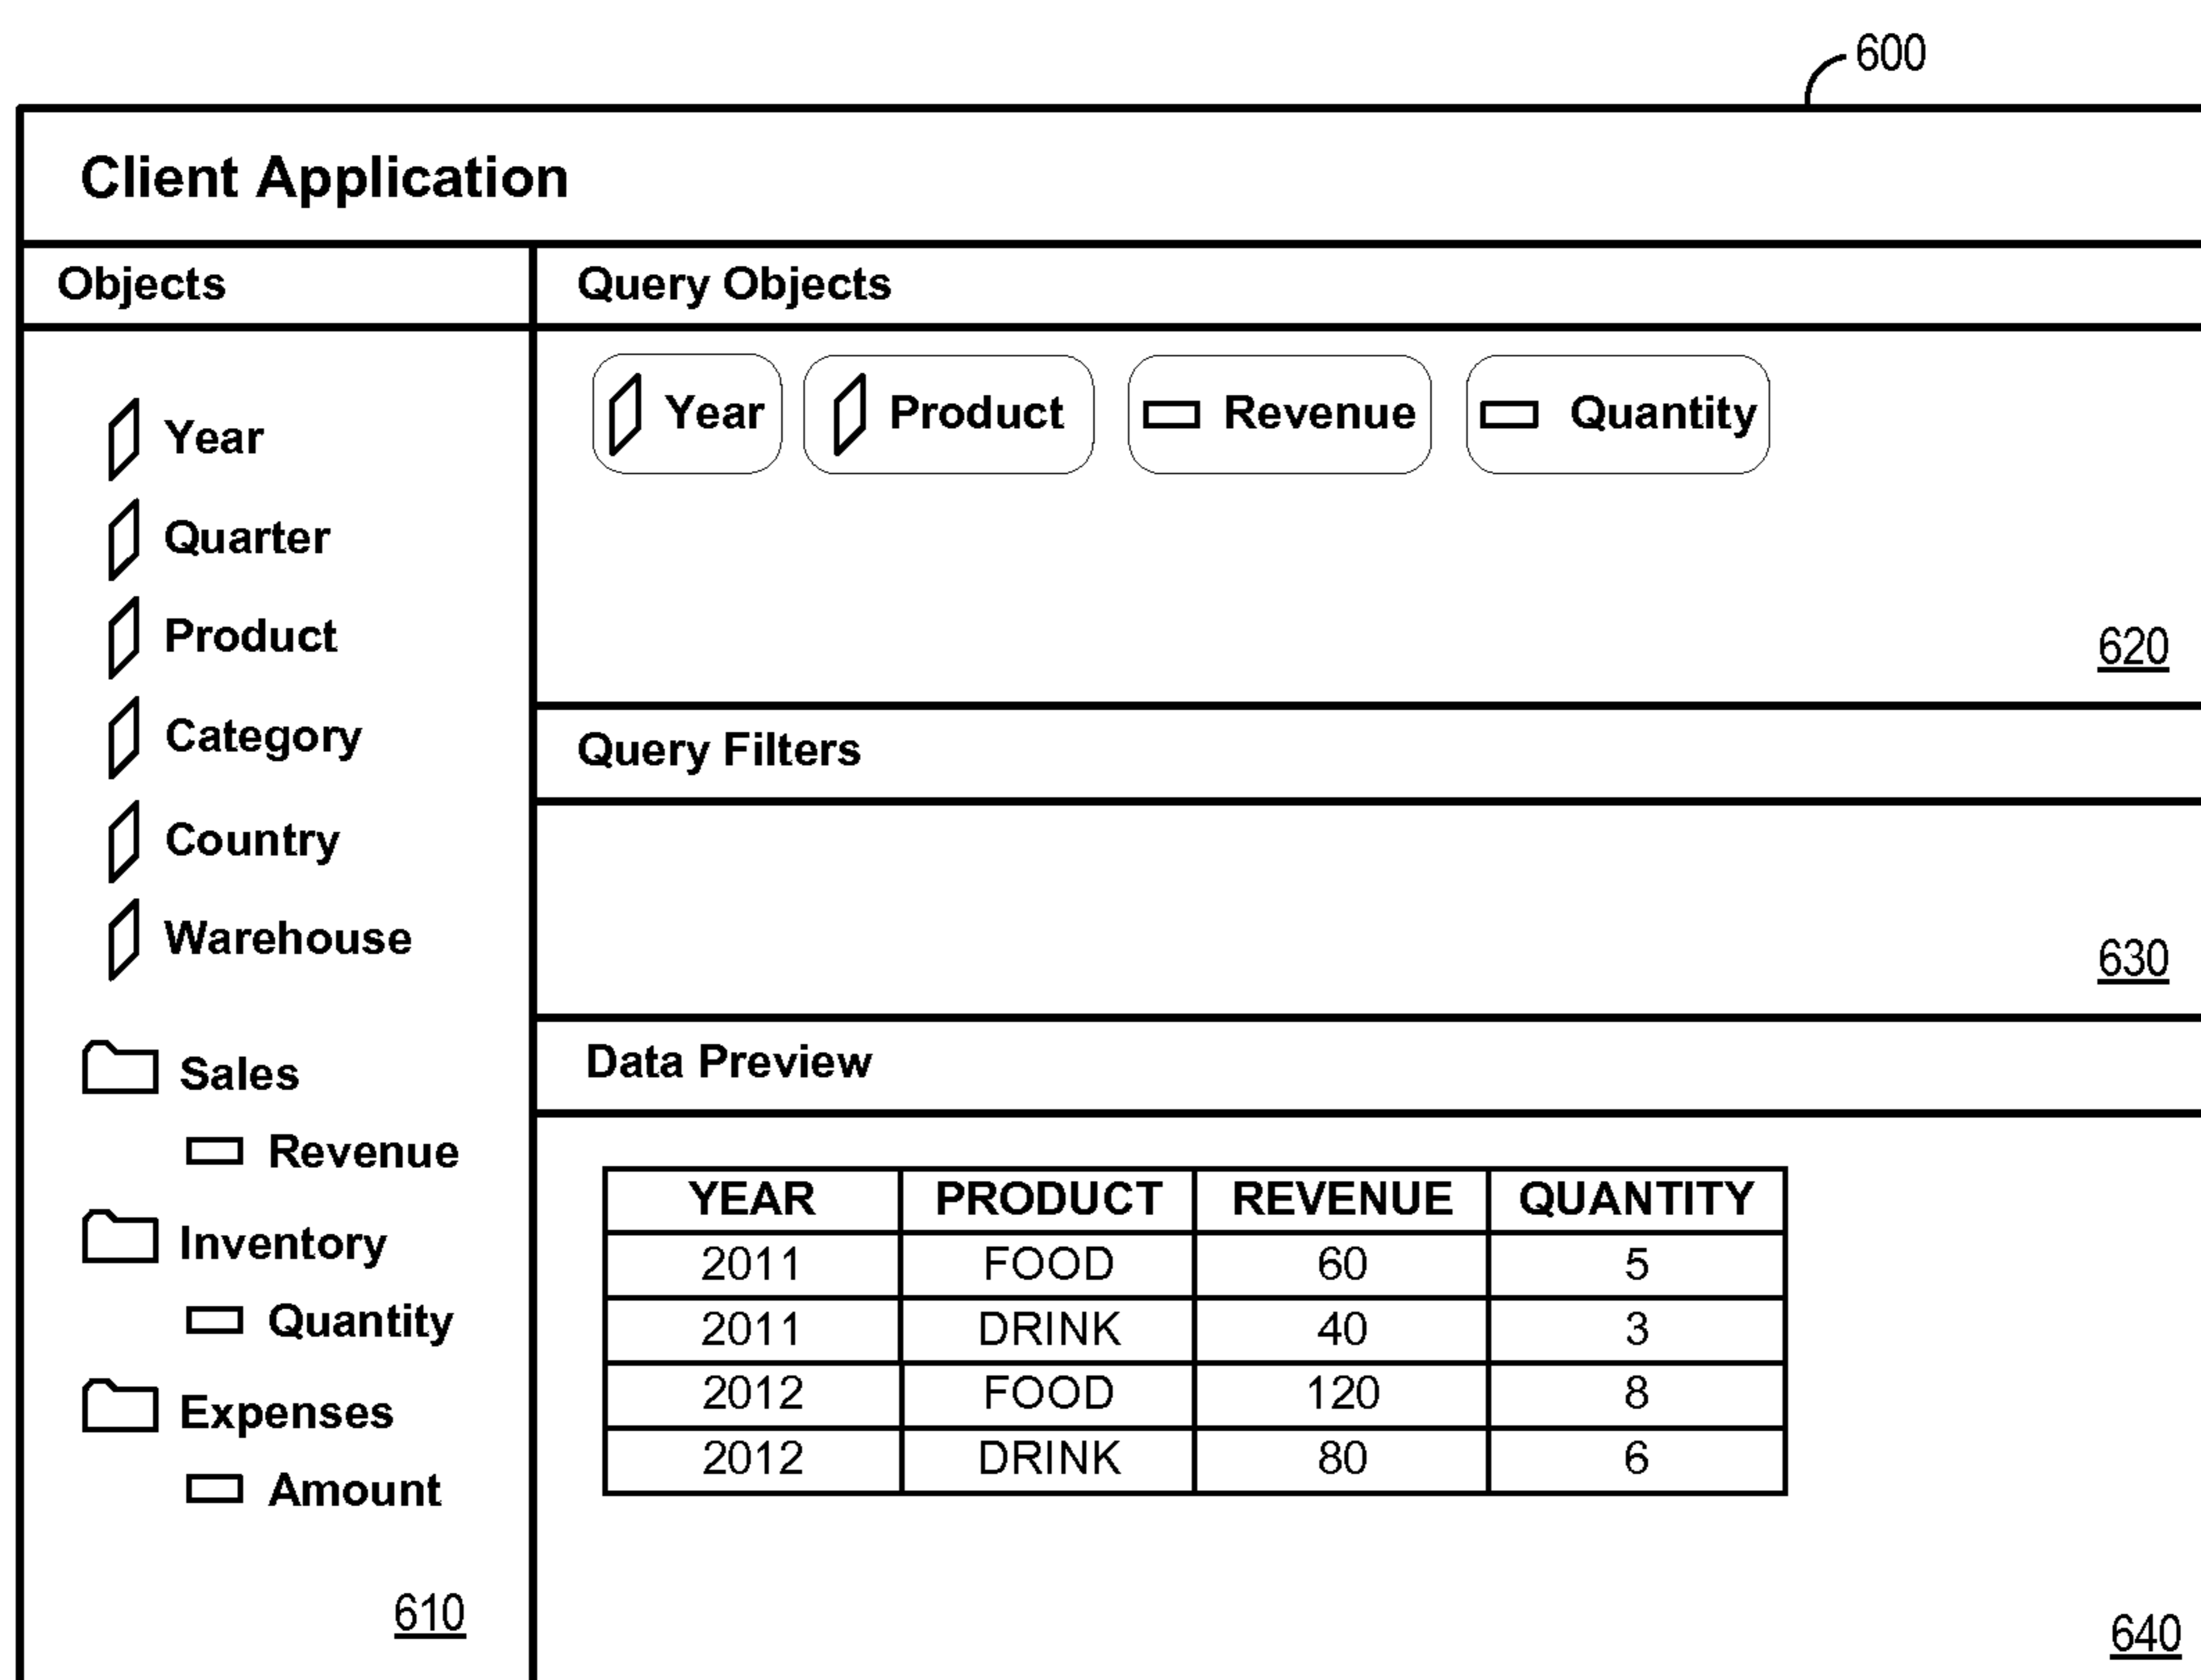 600
Client Application
Objects
Year
Quarter
Product
Category
Country
Warehouse
Sales
Revenue
Inventory
Quantity
Expenses
Amount
610
Query Objects
Year Product Revenue Quantity
620
Query Filters
630
Data Preview
YEAR PRODUCT REVENUE QUANTITY
2011 FOOD 60 5
2011 DRINK 40 3
2012 FOOD 120 8
2012 DRINK 80 6
640